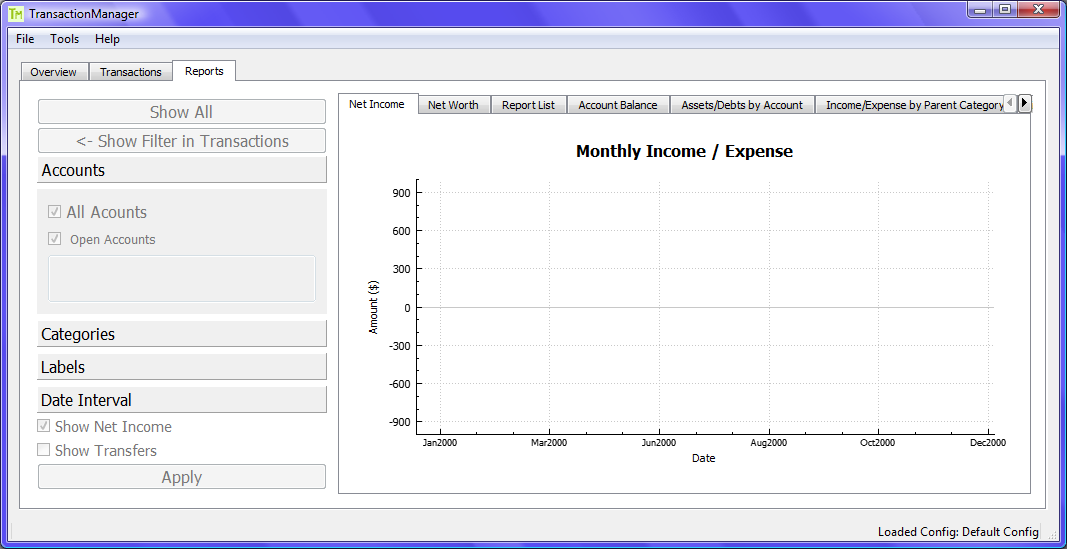 TM TransactionManager
File Tools Help
Overview Transactions Reports
Show All
<- Show Filter in Transactions
Accounts
All Acounts
Open Accounts
Categories
Labels
Date Interval
Show Net Income
Show Transfers
Apply
Net Income Net Worth Report List Account Balance Assets/Debts by Account Income/Expense by Parent Category
Monthly Income / Expense
Amount ($)
900
600
300
0
-300
-600
-900
Jan2000 Mar2000 Jun2000 Aug2000 Oct2000 Dec2000
Date
Loaded Config: Default Config